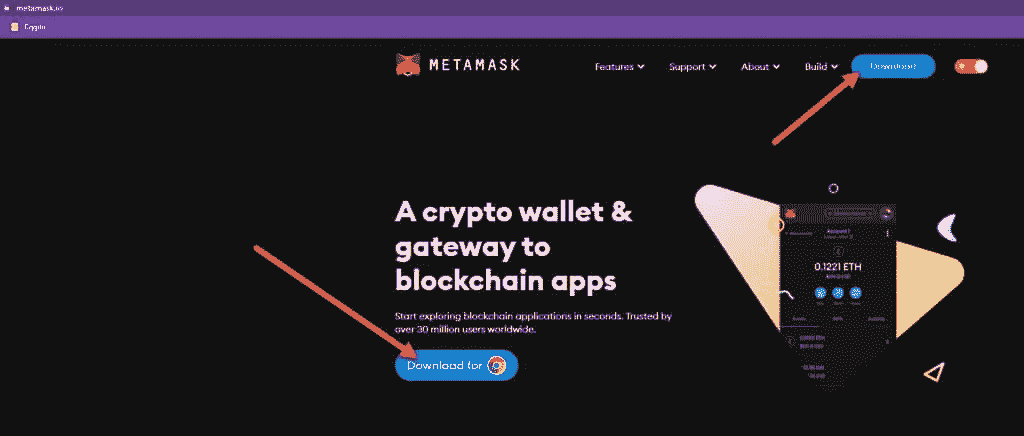 metamask.io
METAMASK
Features Support About Build Download
A crypto wallet &
gateway to
blockchain apps
Start exploring blockchain applications in seconds. Trusted by
over 30 million users worldwide.
Download for
0.1221 ETH